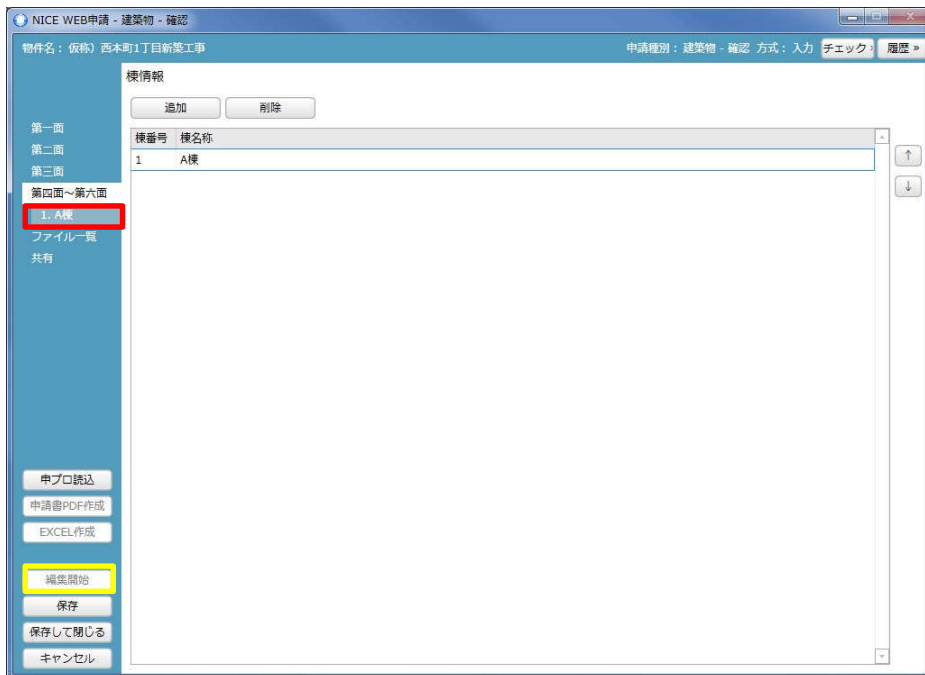 NICE WEB申請 - 建築物 - 確認
物件名：仮称）西本町1丁目新築工事 申請種別：建築物 - 確認 方式：入力 チェック » 履歴 »
棟情報
追加 削除
第一面
第二面
第三面
第四面～第六面
1. A棟
ファイル一覧
共有
棟番号 棟名称
1 A棟
↑
↓
申プロ読込
申請書PDF作成
EXCEL作成
編集開始
保存
保存して閉じる
キャンセル